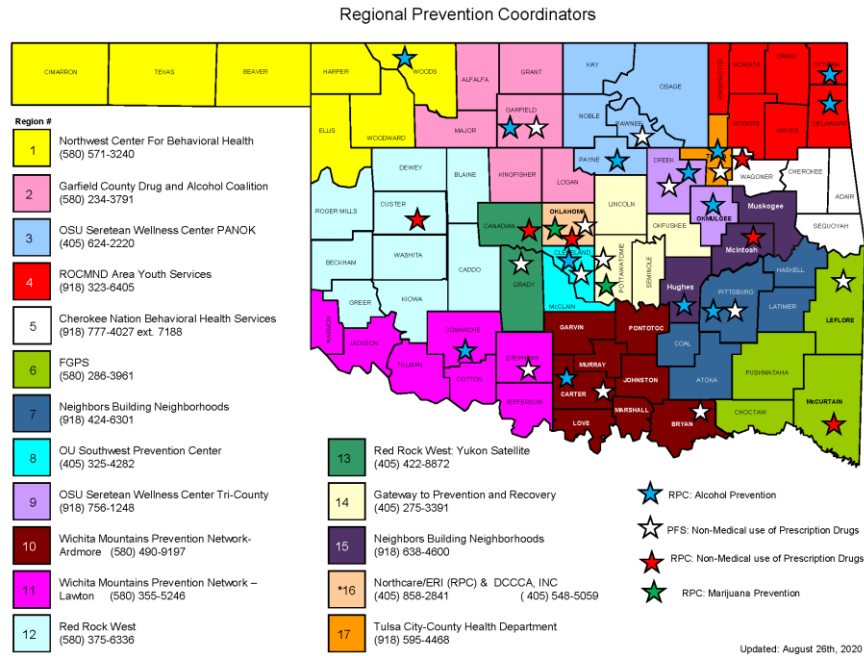 Regional Prevention Coordinators
CIMARRON
TEXAS
BEAVER
HARPER
WOODS
ALFALFA
GRANT
KAY
OSAGE
WASHINGTON
NOWATA
CRAIG
OTTAWA
ELLIS
WOODWARD
MAJOR
GARFIELD
NOBLE
PAWNEE
ROGERS
MAYES
DELAWARE
DEWEY
BLAINE
KINGFISHER
LOGAN
PAYNE
CREEK
WAGONER
CHEROKEE
ADAIR
ROGER MILLS
CUSTER
CANADIAN
OKLAHOMA
LINCOLN
OKFUSKEE
OKMULGEE
Muskogee
SEQUOYAH
BECKHAM
WASHITA
CADDO
GRADY
CLEVELAND
POTTAWATOMIE
SEMINOLE
Hughes
McIntosh
HASKELL
GREER
KIOWA
McCLAIN
PITTSBURG
LATIMER
LEFLORE
HARMON
JACKSON
TILLMAN
COMANCHE
STEPHENS
GARVIN
PONTOTOC
COAL
COTTON
MURRAY
CARTER
JOHNSTON
ATOKA
PUSHMATAHA
JEFFERSON
LOVE
MARSHALL
BRYAN
CHOCTAW
McCURTAIN
Region #
1 Northwest Center For Behavioral Health
(580) 571-3240
2 Garfield County Drug and Alcohol Coalition
(580) 234-3791
3 OSU Seretean Wellness Center PANOK
(405) 624-2220
4 ROCMND Area Youth Services
(918) 323-6405
5 Cherokee Nation Behavioral Health Services
(918) 777-4027 ext. 7188
6 FGPS
(580) 286-3961
7 Neighbors Building Neighborhoods
(918) 424-6301
8 OU Southwest Prevention Center
(405) 325-4282
9 OSU Seretean Wellness Center Tri-County
(918) 756-1248
10 Wichita Mountains Prevention Network-
Ardmore (580) 490-9197
11 Wichita Mountains Prevention Network –
Lawton (580) 355-5246
12 Red Rock West
(580) 375-6336
13 Red Rock West: Yukon Satellite
(405) 422-8872
14 Gateway to Prevention and Recovery
(405) 275-3391
15 Neighbors Building Neighborhoods
(918) 638-4600
*16 Northcare/ERI (RPC) & DCCCA, INC
(405) 858-2841 ( 405) 548-5059
17 Tulsa City-County Health Department
(918) 595-4468
RPC: Alcohol Prevention
PFS: Non-Medical use of Prescription Drugs
RPC: Non-Medical use of Prescription Drugs
RPC: Marijuana Prevention
Updated: August 26th, 2020